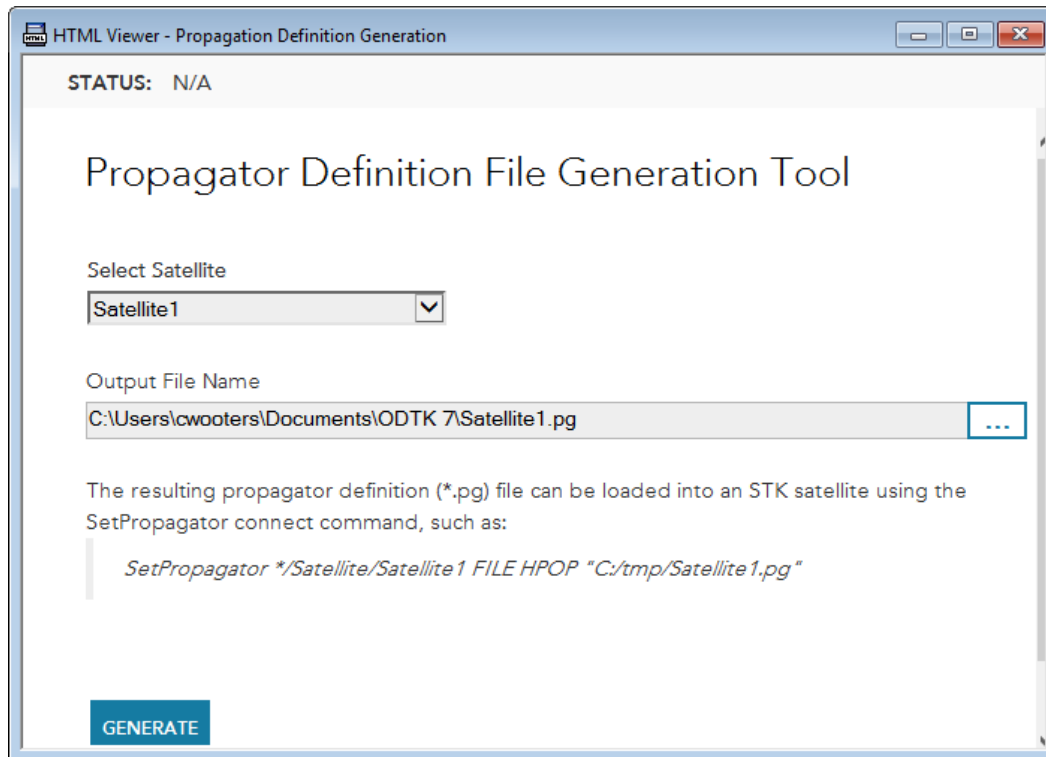 HTML Viewer - Propagation Definition Generation
STATUS: N/A
Propagator Definition File Generation Tool
Select Satellite
Satellite1
Output File Name
C:\Users\cwooters\Documents\ODTK 7\Satellite1.pg
...
The resulting propagator definition (*.pg) file can be loaded into an STK satellite using the
SetPropagator connect command, such as:
SetPropagator */Satellite/Satellite1 FILE HPOP "C:/tmp/Satellite1.pg"
GENERATE